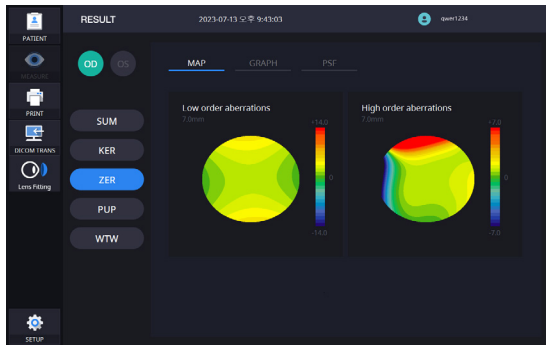 RESULT
2023-07-13 오후 9:43:03
qwer1234
PATIENT
MEASURE
PRINT
DICOM TRANS
Lens Fitting
SETUP
OD
OS
SUM
KER
ZER
PUP
WTW
MAP
GRAPH
PSF
Low order aberrations
7.0mm
+14.0
0
-14.0
High order aberrations
7.0mm
+7.0
0
-7.0